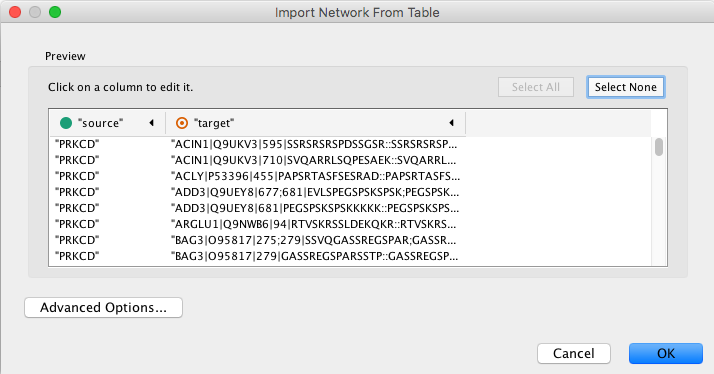 Import Network From Table
Preview
Click on a column to edit it.
Select All
Select None
"source" "target"
"PRKCD" "ACIN1|Q9UKV3|595|SSRSRSRSPDSSGSR::SSRSRSRSP...
"PRKCD" "ACIN1|Q9UKV3|710|SVQARRLSQPESAEK::SVQARRL...
"PRKCD" "ACLY|P53396|455|PAPSRTASFSESRAD::PAPSRTASFS...
"PRKCD" "ADD3|Q9UEY8|677;681|EVLSPEGSPSKSPSK;PEGSPSK...
"PRKCD" "ADD3|Q9UEY8|681|PEGSPSKSPSKKKKK::PEGSPSKSPS...
"PRKCD" "ARGLU1|Q9NWB6|94|RTVSKRSSLDEKQKR::RTVSKRS...
"PRKCD" "BAG3|O95817|275;279|SSVQGASSREGSPAR;GASSR...
"PRKCD" "BAG3|O95817|279|GASSREGSPARSSTP::GASSREGSP...
Advanced Options...
Cancel
OK